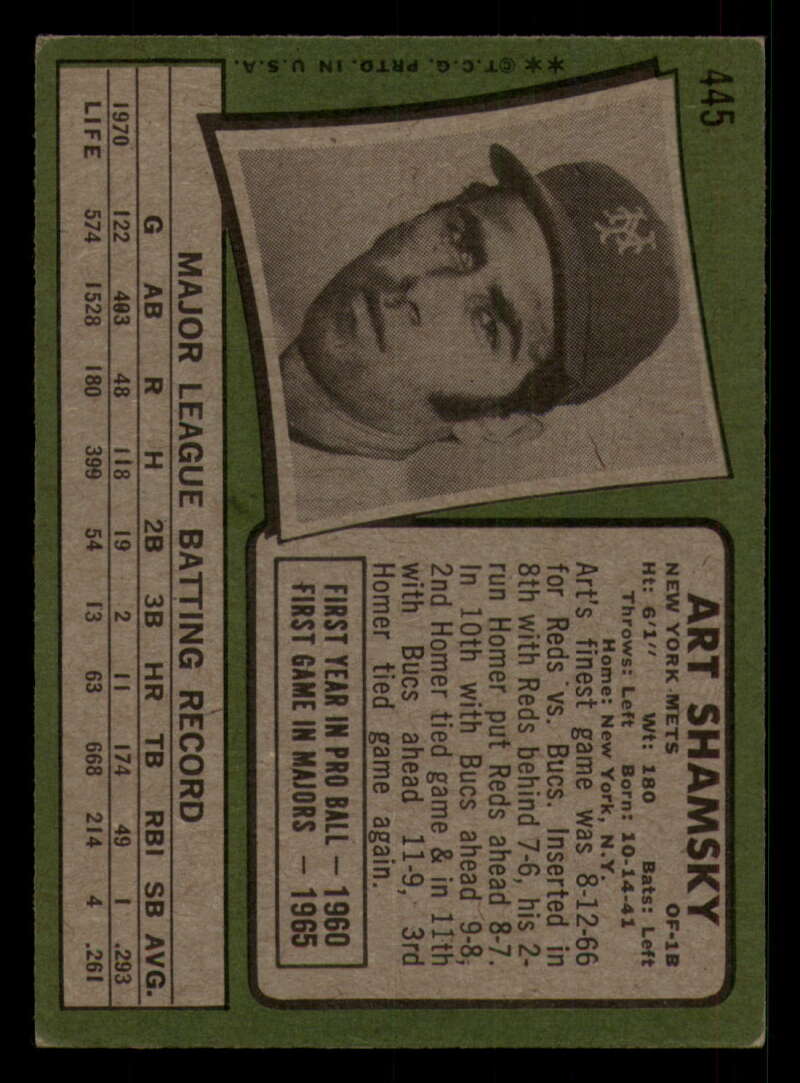 445
✱✱ ©T.C.G. PRTD. IN U.S.A.
NY
ART SHAMSKY
NEW YORK METS OF-1B
Ht: 6'1" Wt: 180 Bats: Left
Throws: Left Born: 10-14-41
Home: New York, N.Y.
Art's finest game was 8-12-66
for Reds vs. Bucs. Inserted in
8th with Reds behind 7-6, his 2-
run Homer put Reds ahead 8-7.
In 10th with Bucs ahead 9-8,
2nd Homer tied game & in 11th
with Bucs ahead 11-9, 3rd
Homer tied game again.
FIRST YEAR IN PRO BALL — 1960
FIRST GAME IN MAJORS — 1965
MAJOR LEAGUE BATTING RECORD
G AB R H 2B 3B HR TB RBI SB AVG.
1970 122 403 48 118 19 2 11 174 49 1 .293
LIFE 574 1528 180 399 54 13 63 668 214 4 .261